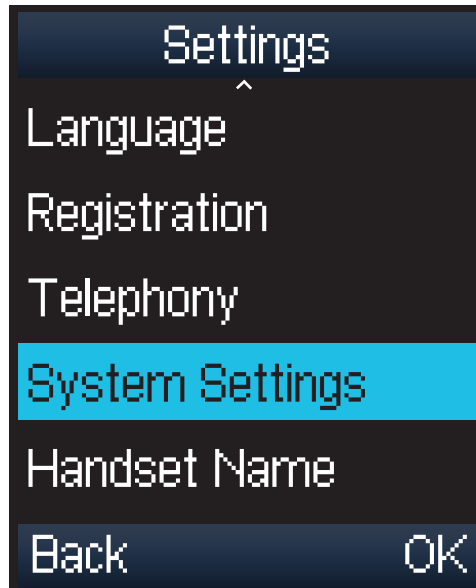 Settings
Language
Registration
Telephony
System Settings
Handset Name
Back OK